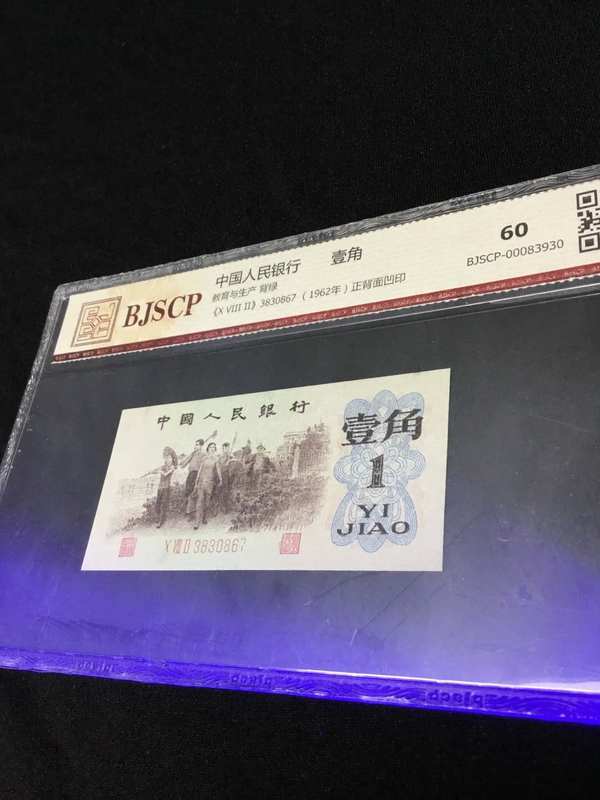 BJSCP
中国人民银行 壹角
教育与生产 背绿
《X VIII II》3830867 （1962年）正背面凹印
60
BJSCP-00083930
中國人民銀行
壹角
1
YI
JIAO
X Ⅷ Ⅱ 3830867